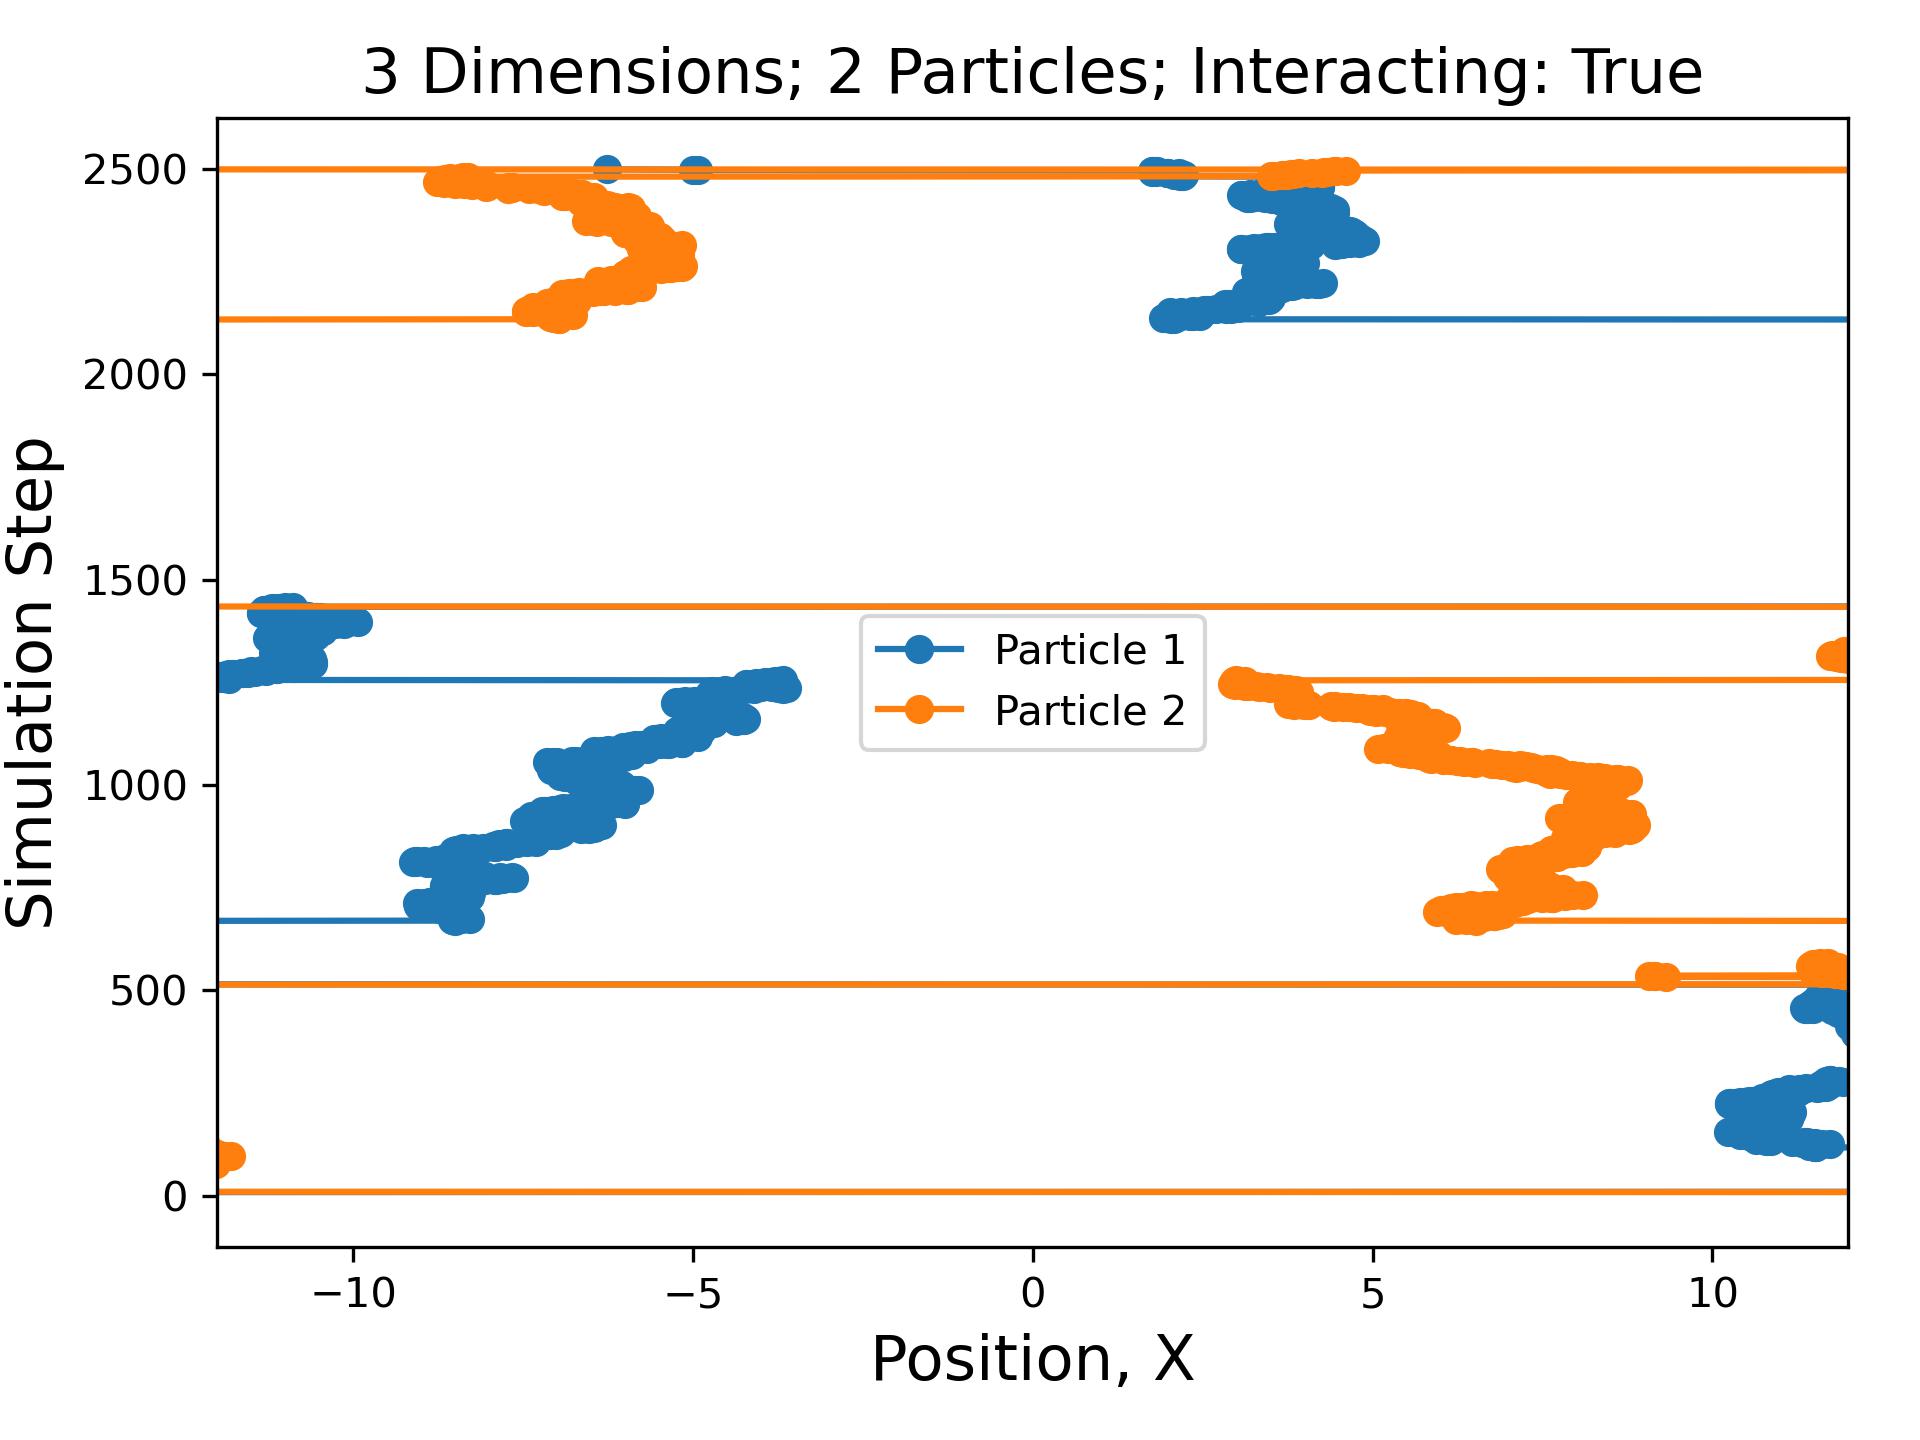 3 Dimensions; 2 Particles; Interacting: True
Simulation Step
2500
2000
1500
1000
500
0
Particle 1
Particle 2
−10
−5
0
5
10
Position, X